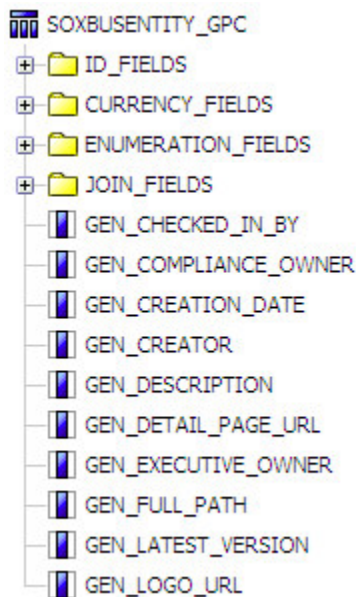 SOXBUSENTITY_GPC
ID_FIELDS
CURRENCY_FIELDS
ENUMERATION_FIELDS
JOIN_FIELDS
GEN_CHECKED_IN_BY
GEN_COMPLIANCE_OWNER
GEN_CREATION_DATE
GEN_CREATOR
GEN_DESCRIPTION
GEN_DETAIL_PAGE_URL
GEN_EXECUTIVE_OWNER
GEN_FULL_PATH
GEN_LATEST_VERSION
GEN_LOGO_URL